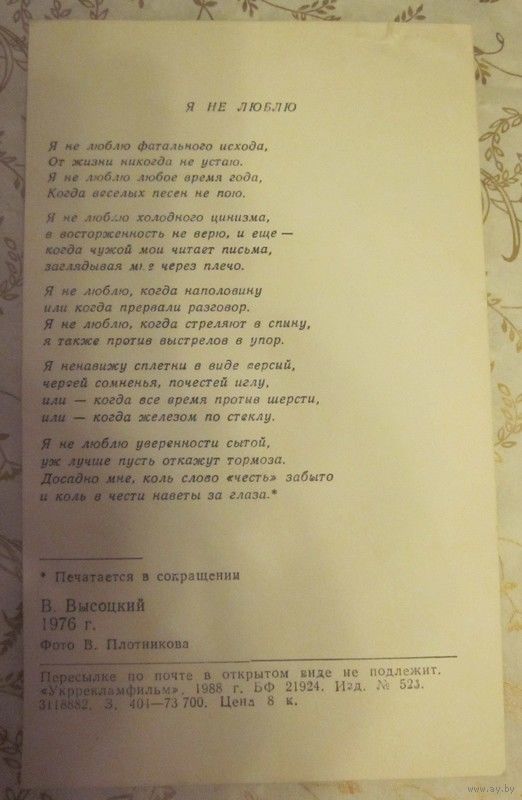 Я НЕ ЛЮБЛЮ
Я не люблю фатального исхода,
От жизни никогда не устаю.
Я не люблю любое время года,
Когда веселых песен не пою.
Я не люблю холодного цинизма,
в восторженность не верю, и еще —
когда чужой мои читает письма,
заглядывая мне через плечо.
Я не люблю, когда наполовину
или когда прервали разговор.
Я не люблю, когда стреляют в спину,
я также против выстрелов в упор.
Я ненавижу сплетни в виде версий,
червей сомненья, почестей иглу,
или — когда все время против шерсти,
или — когда железом по стеклу.
Я не люблю уверенности сытой,
уж лучше пусть откажут тормоза.
Досадно мне, коль слово «честь» забыто
и коль в чести наветы за глаза.*
* Печатается в сокращении
В. Высоцкий
1976 г.
Фото В. Плотникова
Пересылке по почте в открытом виде не подлежит.
«Укррекламфильм», 1988 г. БФ 21924. Изд. № 523.
3118882. З. 401—73 700. Цена 8 к.
www.ay.by